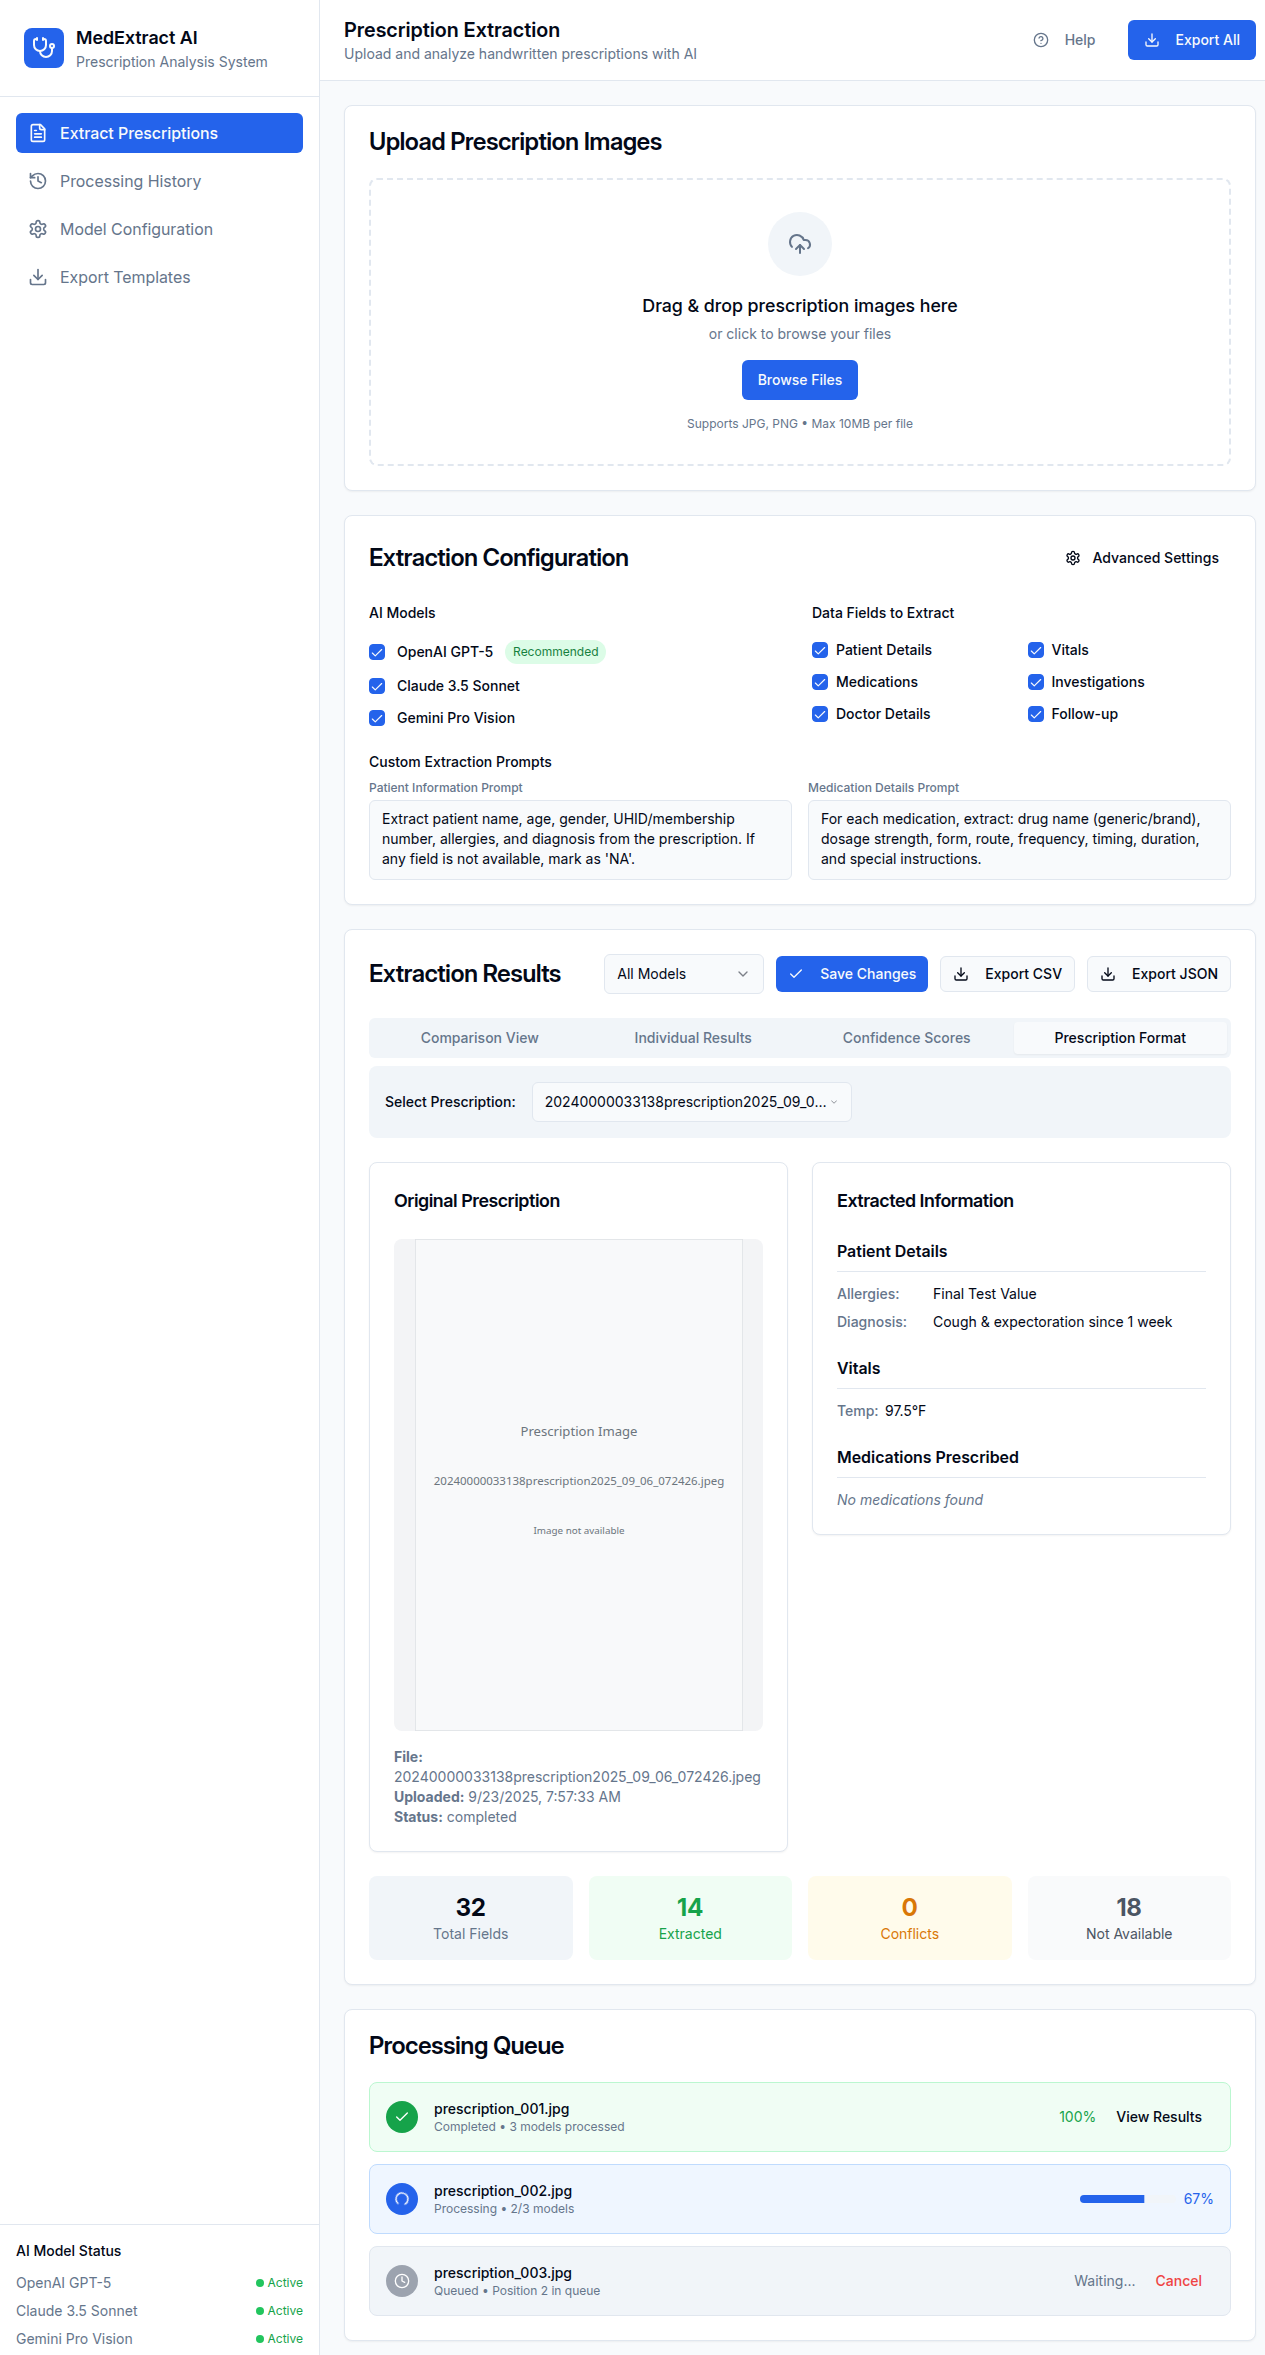 MedExtract AI
Prescription Analysis System
Extract Prescriptions
Processing History
Model Configuration
Export Templates
AI Model Status
OpenAI GPT-5
Active
Claude 3.5 Sonnet
Active
Gemini Pro Vision
Active
Prescription Extraction
Upload and analyze handwritten prescriptions with AI
Help
Export All
Upload Prescription Images
Drag & drop prescription images here
or click to browse your files
Browse Files
Supports JPG, PNG • Max 10MB per file
Extraction Configuration
Advanced Settings
AI Models
OpenAI GPT-5 Recommended
Claude 3.5 Sonnet
Gemini Pro Vision
Data Fields to Extract
Patient Details
Vitals
Medications
Investigations
Doctor Details
Follow-up
Custom Extraction Prompts
Patient Information Prompt
Extract patient name, age, gender, UHID/membership
number, allergies, and diagnosis from the prescription. If
any field is not available, mark as 'NA'.
Medication Details Prompt
For each medication, extract: drug name (generic/brand),
dosage strength, form, route, frequency, timing, duration,
and special instructions.
Extraction Results
All Models
Save Changes
Export CSV
Export JSON
Comparison View
Individual Results
Confidence Scores
Prescription Format
Select Prescription:
20240000033138prescription2025_09_0...
Original Prescription
Prescription Image
20240000033138prescription2025_09_06_072426.jpeg
Image not available
File:
20240000033138prescription2025_09_06_072426.jpeg
Uploaded: 9/23/2025, 7:57:33 AM
Status: completed
Extracted Information
Patient Details
Allergies: Final Test Value
Diagnosis: Cough & expectoration since 1 week
Vitals
Temp: 97.5°F
Medications Prescribed
No medications found
32
Total Fields
14
Extracted
0
Conflicts
18
Not Available
Processing Queue
prescription_001.jpg
Completed • 3 models processed
100%
View Results
prescription_002.jpg
Processing • 2/3 models
67%
prescription_003.jpg
Queued • Position 2 in queue
Waiting...
Cancel